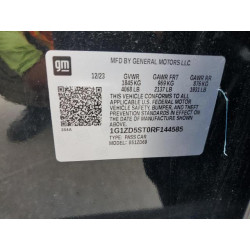 gm
MFD BY GENERAL MOTORS LLC
12/23 GVWR GAWR FRT GAWR RR
1845 KG 969 KG 876 KG
4068 LB 2137 LB 1931 LB
THIS VEHICLE CONFORMS TO ALL
APPLICABLE U.S. FEDERAL MOTOR
VEHICLE SAFETY, BUMPER, AND THEFT
PREVENTION STANDARDS IN EFFECT ON
THE DATE OF MANUFACTURE SHOWN ABOVE.
1G1ZD5ST0RF144585
TYPE: PASS CAR